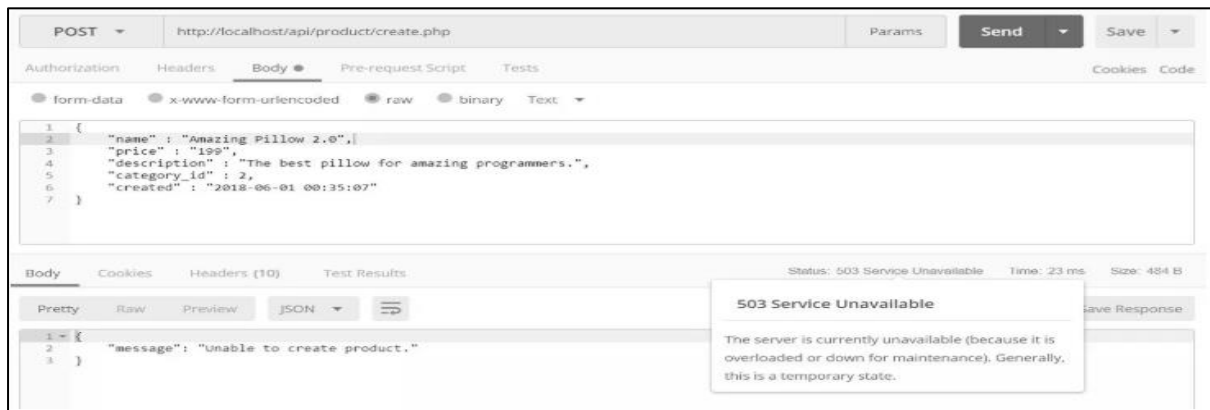 POST http://localhost/api/product/create.php Params Send Save
Authorization Headers Body Pre-request Script Tests Cookies Code
form-data x-www-form-urlencoded raw binary Text
1 {
2 "name" : "Amazing Pillow 2.0",
3 "price" : "199",
4 "description" : "The best pillow for amazing programmers.",
5 "category_id" : 2,
6 "created" : "2018-06-01 00:35:07"
7 }
Body Cookies Headers (10) Test Results Status: 503 Service Unavailable Time: 23 ms Size: 484 B
Pretty Raw Preview JSON Save Response
1 {
2 "message": "Unable to create product."
3 }
503 Service Unavailable
The server is currently unavailable (because it is
overloaded or down for maintenance). Generally,
this is a temporary state.